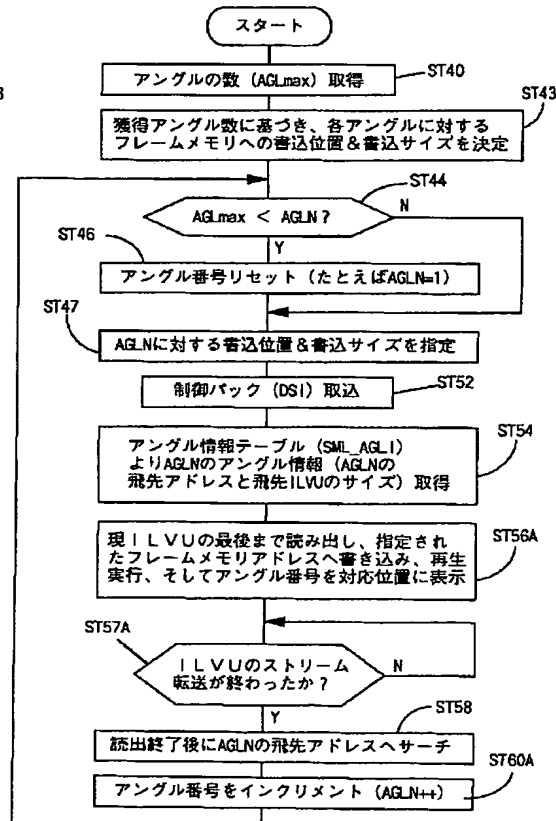 スタート
アングルの数 (AGLmax) 取得
ST40
ST43
獲得アングル数に基づき、各アングルに対する
フレームメモリへの書込位置&書込サイズを決定
ST44
AGLmax < AGLN ?
N
Y
ST46
アングル番号リセット (たとえばAGLN=1)
ST47
AGLNに対する書込位置&書込サイズを指定
制御パック (DSI) 取込
ST52
ST54
アングル情報テーブル (SML_AGLI)
よりAGLNのアングル情報 (AGLNの
飛先アドレスと飛先ILVUのサイズ) 取得
現ILVUの最後まで読み出し、指定され
たフレームメモリアドレスへ書き込み、再生
実行、そしてアングル番号を対応位置に表示
ST56A
ST57A
ILVUのストリーム
転送が終わったか?
N
Y
ST58
読出終了後にAGLNの飛先アドレスへサーチ
ST60A
アングル番号をインクリメント (AGLN++)